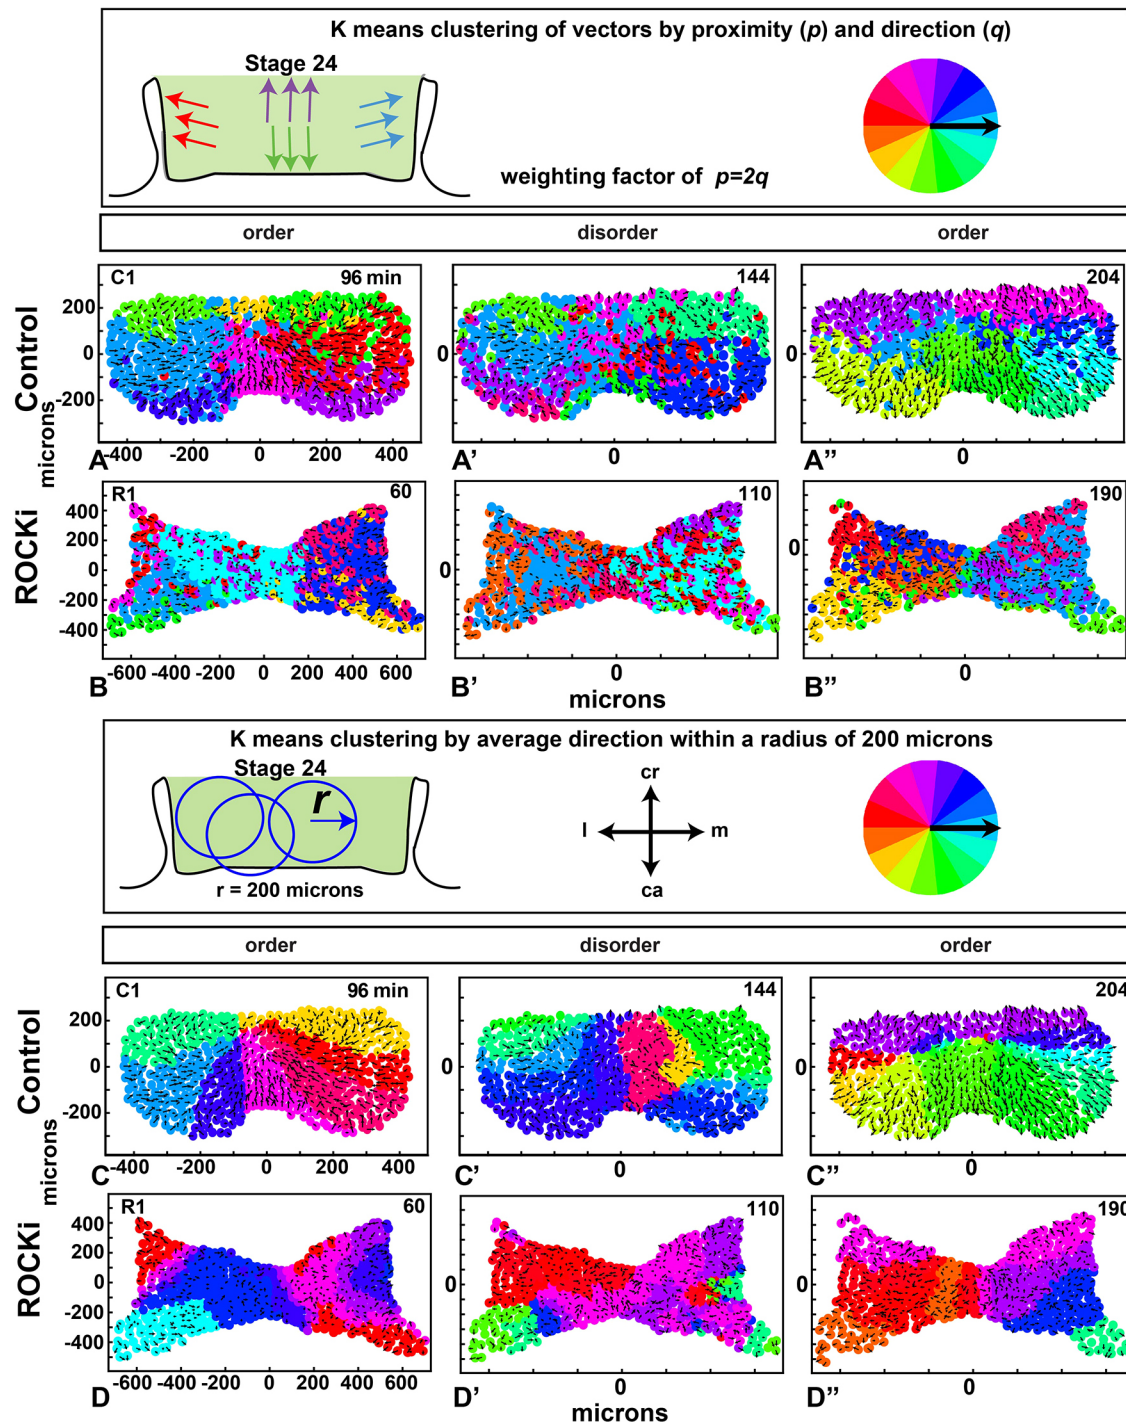 K means clustering of vectors by proximity (p) and direction (q)
Stage 24
weighting factor of p=2q
order disorder order
Control
microns
C1 96 min
200
0
-200
-400 -200 0 200 400
A
144
0
0
A'
204
0
0
A''
ROCKi
R1 60
400
200
0
-200
-400
-600 -400 -200 0 200 400 600
B
110
0
0
B'
190
0
0
B''
microns
K means clustering by average direction within a radius of 200 microns
Stage 24
r
r = 200 microns
cr
l m
ca
order disorder order
Control
microns
C1 96 min
200
0
-200
-400 -200 0 200 400
C
144
0
0
C'
204
0
0
C''
ROCKi
R1 60
400
200
0
-200
-400
-600 -400 -200 0 200 400 600
D
110
0
0
D'
190
0
0
D''
microns